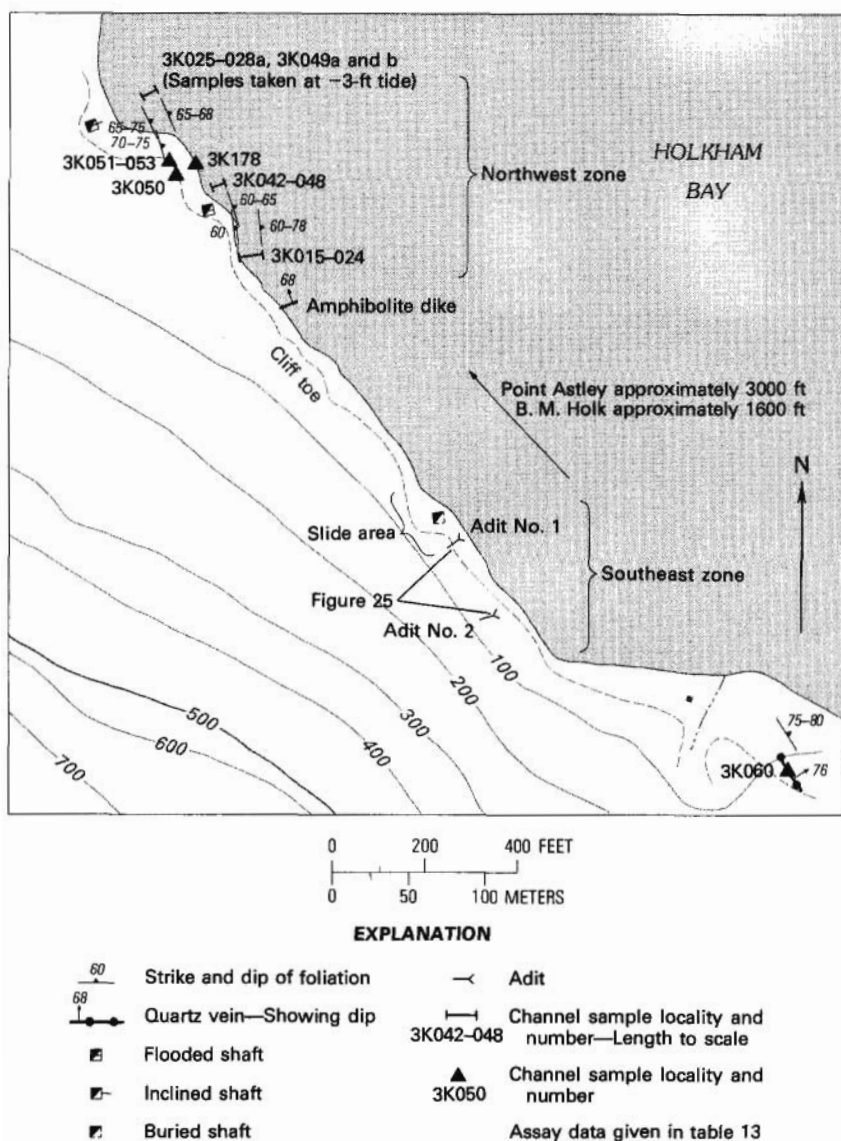 3K025–028a, 3K049a and b
(Samples taken at −3-ft tide)
65–68
65–75
70–75
3K051–053
3K178
3K050
3K042–048
60–65
60
60–78
3K015–024
68
Amphibolite dike
Northwest zone
HOLKHAM
BAY
Cliff toe
Point Astley approximately 3000 ft
B. M. Holk approximately 1600 ft
N
Slide area
Adit No. 1
Southeast zone
Figure 25
Adit No. 2
100
200
300
400
500
600
700
75–80
3K060
76
0 200 400 FEET
0 50 100 METERS
EXPLANATION
60
Strike and dip of foliation
68
Quartz vein—Showing dip
Flooded shaft
Inclined shaft
Buried shaft
Adit
Channel sample locality and
3K042–048 number—Length to scale
Channel sample locality and
3K050 number
Assay data given in table 13